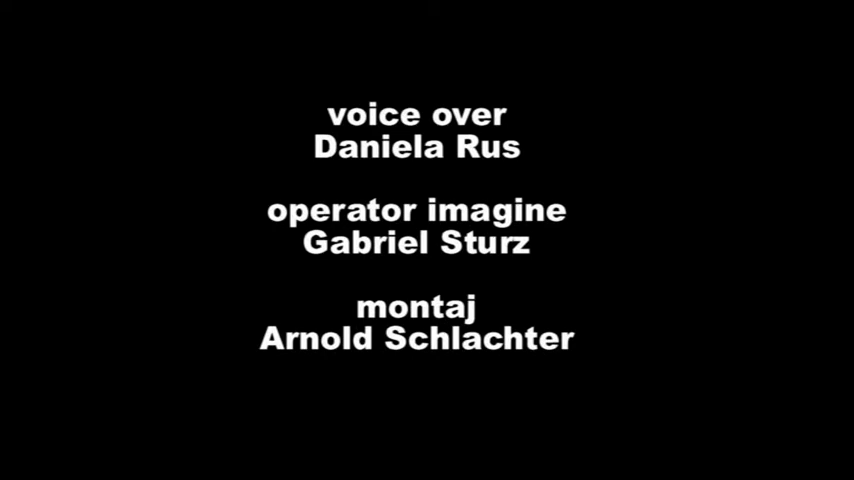 voice over
Daniela Rus
operator imagine
Gabriel Sturz
montaj
Arnold Schlachter